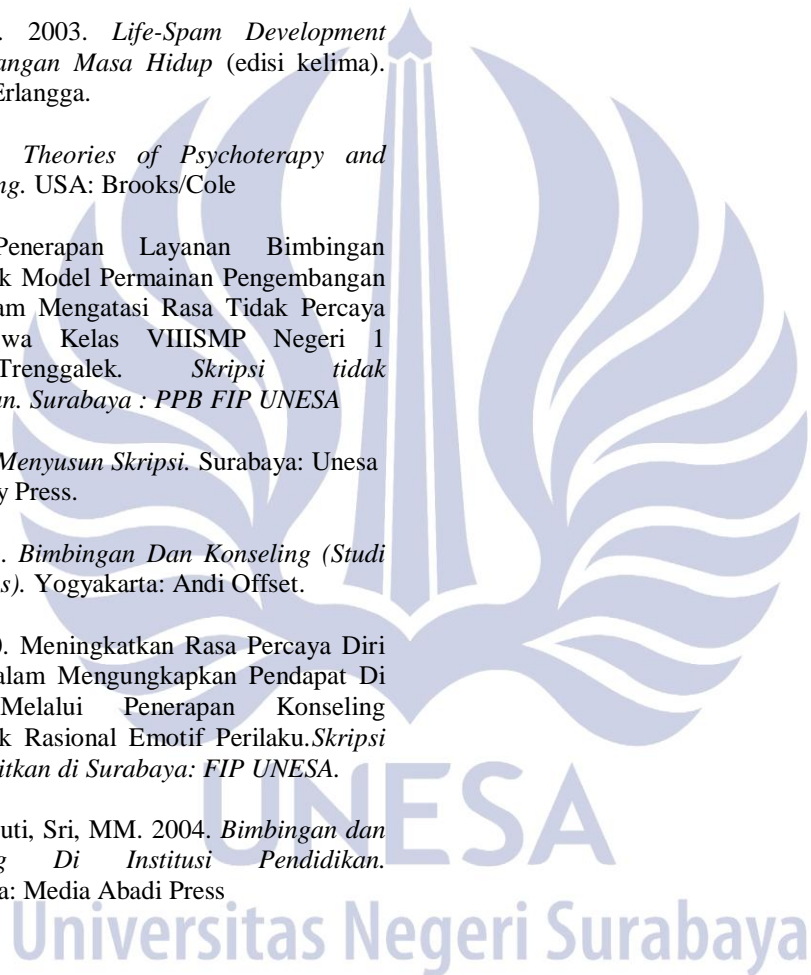 . 2003. Life-Spam Development
angan Masa Hidup (edisi kelima).
Erlangga.
Theories of Psychoterapy and
ng. USA: Brooks/Cole
Penerapan Layanan Bimbingan
k Model Permainan Pengembangan
am Mengatasi Rasa Tidak Percaya
wa Kelas VIIISMP Negeri 1
Trenggalek. Skripsi tidak
an. Surabaya : PPB FIP UNESA
Menyusun Skripsi. Surabaya: Unesa
y Press.
. Bimbingan Dan Konseling (Studi
s). Yogyakarta: Andi Offset.
0. Meningkatkan Rasa Percaya Diri
alam Mengungkapkan Pendapat Di
Melalui Penerapan Konseling
k Rasional Emotif Perilaku.Skripsi
itkan di Surabaya: FIP UNESA.
uti, Sri, MM. 2004. Bimbingan dan
g Di Institusi Pendidikan.
a: Media Abadi Press
UNESA
Universitas Negeri Surabaya